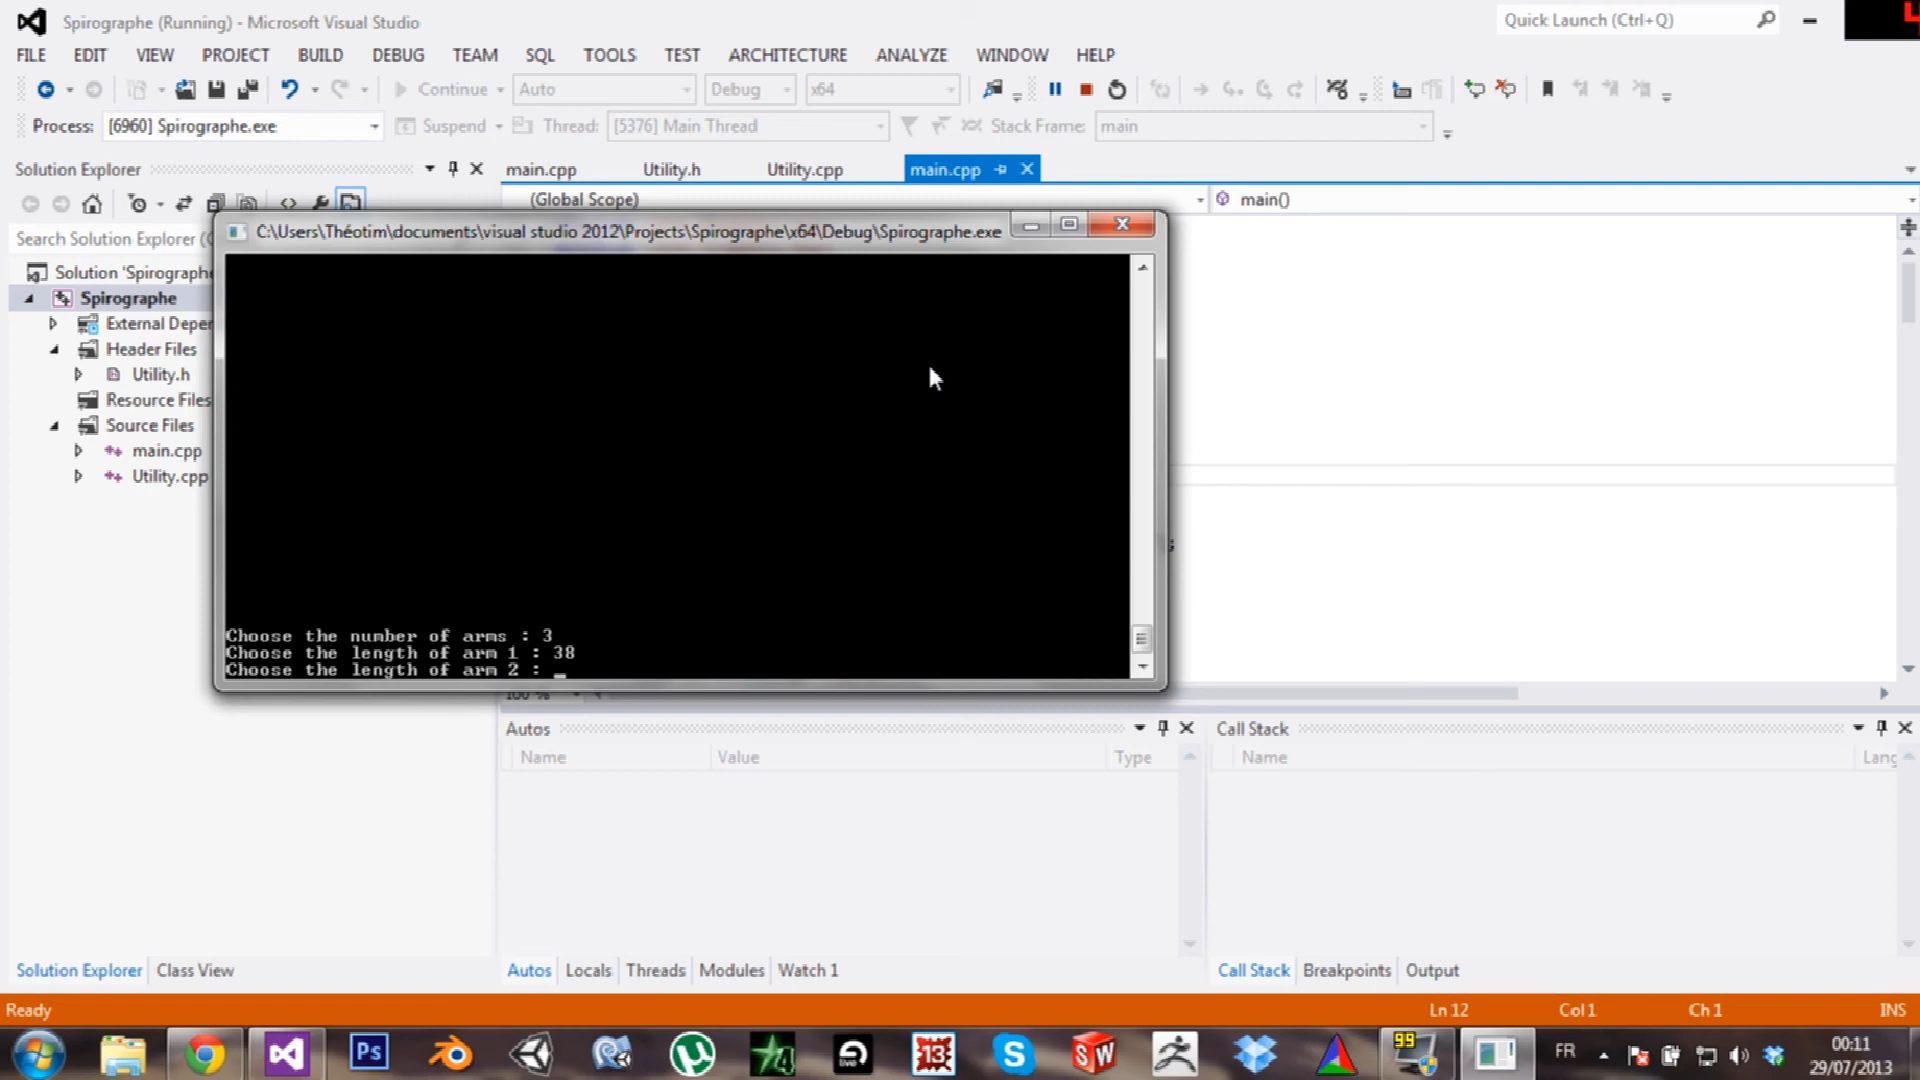 Spirographe (Running) - Microsoft Visual Studio
Quick Launch (Ctrl+Q)
FILE EDIT VIEW PROJECT BUILD DEBUG TEAM SQL TOOLS TEST ARCHITECTURE ANALYZE WINDOW HELP
Continue Auto Debug x64
Process: [6960] Spirographe.exe Suspend Thread: [5376] Main Thread Stack Frame: main
Solution Explorer
main.cpp Utility.h Utility.cpp main.cpp
(Global Scope) main()
Search Solution Explorer (C
Solution 'Spirographe
Spirographe
External Deper
Header Files
Utility.h
Resource Files
Source Files
main.cpp
Utility.cpp
C:\Users\Théotim\documents\visual studio 2012\Projects\Spirographe\x64\Debug\Spirographe.exe
Choose the number of arms : 3
Choose the length of arm 1 : 38
Choose the length of arm 2 : _
;
100 %
Autos
Name Value Type
Call Stack
Name Lang
Solution Explorer Class View
Autos Locals Threads Modules Watch 1
Call Stack Breakpoints Output
Ready Ln 12 Col 1 Ch 1 INS
Ps
live
13
S
SW
99
FR
00:11
29/07/2013